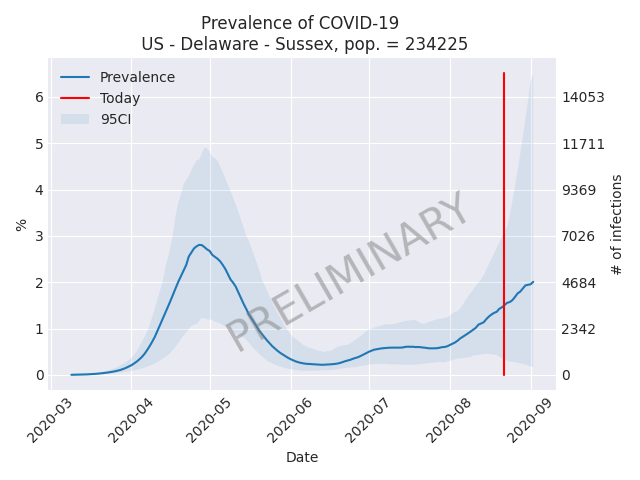 Prevalence of COVID-19
US - Delaware - Sussex, pop. = 234225
Prevalence
Today
95CI
6
5
4
3
2
1
0
%
14053
11711
9369
7026
4684
2342
0
# of infections
PRELIMINARY
2020-03
2020-04
2020-05
2020-06
2020-07
2020-08
2020-09
Date